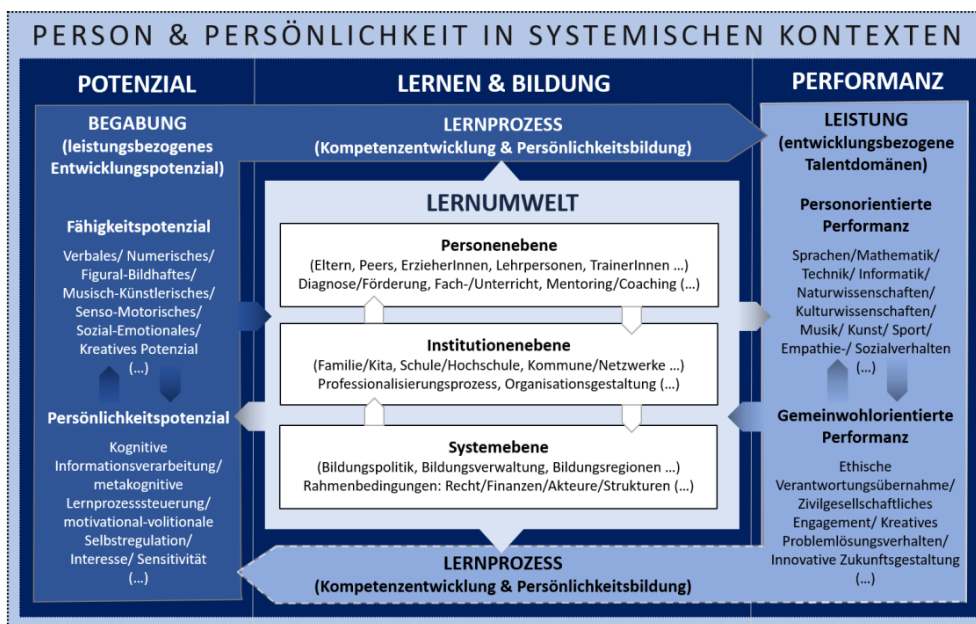 PERSON & PERSÖNLICHKEIT IN SYSTEMISCHEN KONTEXTEN
POTENZIAL
BEGABUNG
(leistungsbezogenes
Entwicklungspotenzial)
Fähigkeitspotenzial
Verbales/ Numerisches/
Figural-Bildhaftes/
Musisch-Künstlerisches/
Senso-Motorisches/
Sozial-Emotionales/
Kreatives Potenzial
(...)
Persönlichkeitspotenzial
Kognitive
Informationsverarbeitung/
metakognitive
Lernprozesssteuerung/
motivational-volitionale
Selbstregulation/
Interesse/ Sensitivität
(...)
LERNEN & BILDUNG
LERNPROZESS
(Kompetenzentwicklung & Persönlichkeitsbildung)
LERNUMWELT
Personenebene
(Eltern, Peers, ErzieherInnen, Lehrpersonen, TrainerInnen ...)
Diagnose/Förderung, Fach-/Unterricht, Mentoring/Coaching (...)
Institutionenebene
(Familie/Kita, Schule/Hochschule, Kommune/Netzwerke ...)
Professionalisierungsprozess, Organisationsgestaltung (...)
Systemebene
(Bildungspolitik, Bildungsverwaltung, Bildungsregionen ...)
Rahmenbedingungen: Recht/Finanzen/Akteure/Strukturen (...)
LERNPROZESS
(Kompetenzentwicklung & Persönlichkeitsbildung)
PERFORMANZ
LEISTUNG
(entwicklungsbezogene
Talentdomänen)
Personorientierte
Performanz
Sprachen/Mathematik/
Technik/ Informatik/
Naturwissenschaften/
Kulturwissenschaften/
Musik/ Kunst/ Sport/
Empathie-/ Sozialverhalten
(...)
Gemeinwohlorientierte
Performanz
Ethische
Verantwortungsübernahme/
Zivilgesellschaftliches
Engagement/ Kreatives
Problemlösungsverhalten/
Innovative Zukunftsgestaltung
(...)